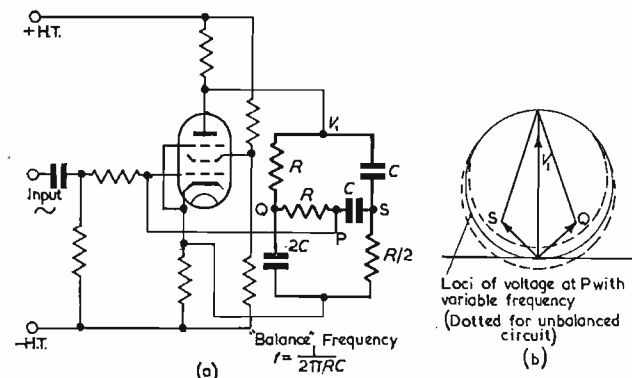 +H.T.
V₁
R
C
Input
~
Q
R
C
S
P
2C
R/2
-H.T.
"Balance" Frequency
f = 1/2πRC
(a)
V₁
S
Q
Loci of voltage at P with
variable frequency
(Dotted for unbalanced
circuit)
(b)